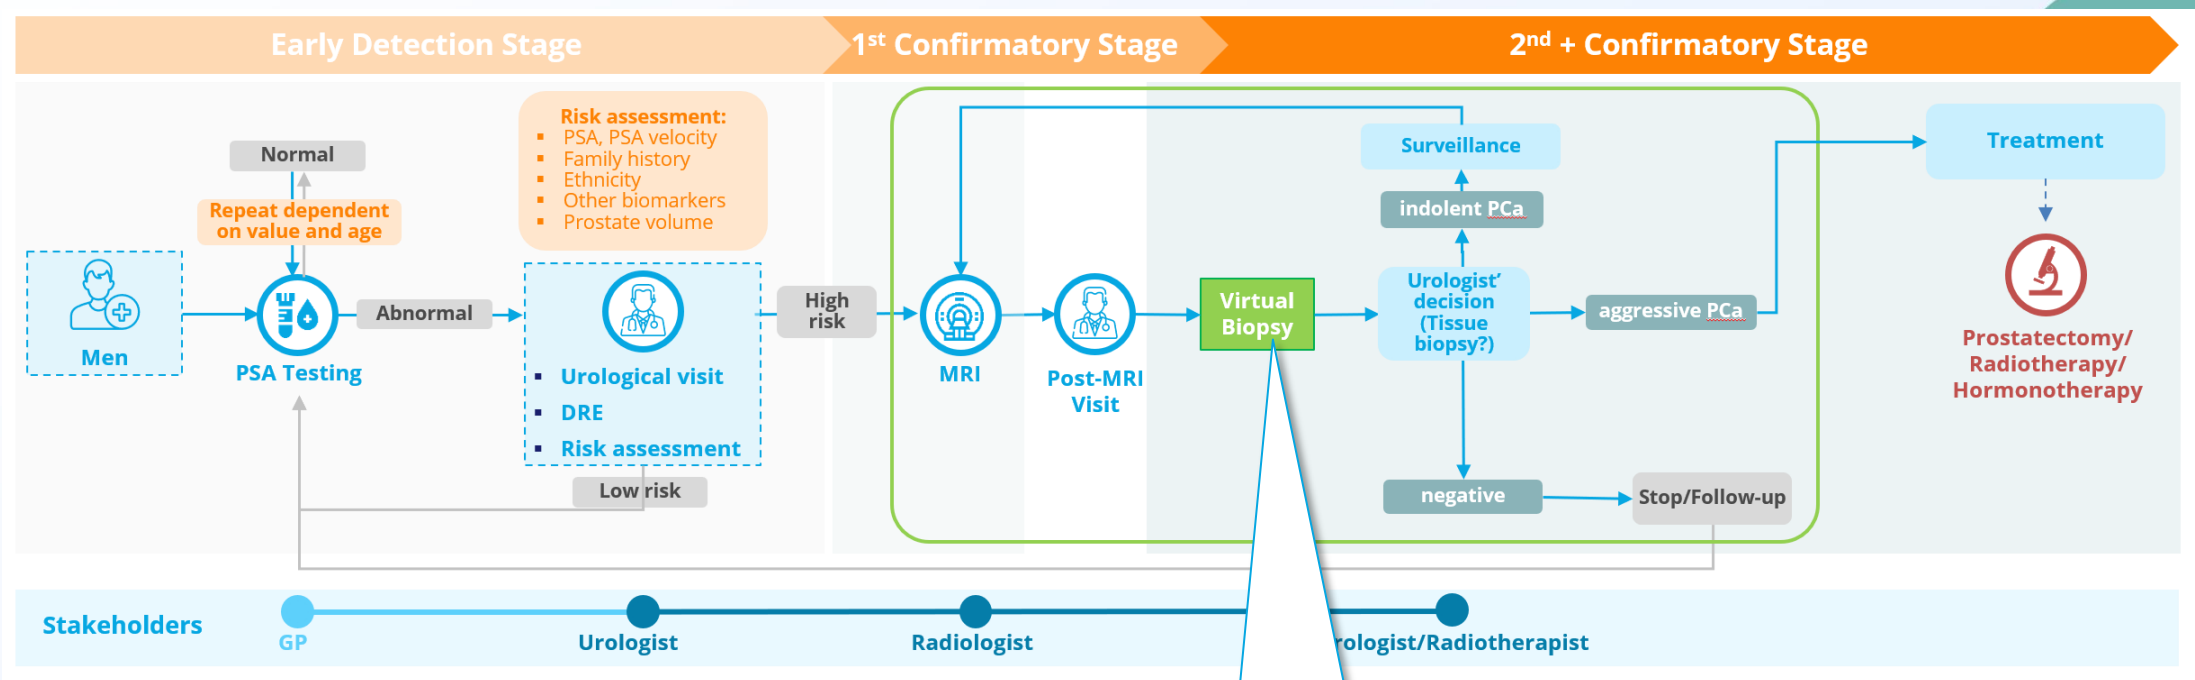 Early Detection Stage
1st Confirmatory Stage
2nd + Confirmatory Stage
Risk assessment:
PSA, PSA velocity
Family history
Ethnicity
Other biomarkers
Prostate volume
Normal
Repeat dependent
on value and age
Men
PSA Testing
Abnormal
Urological visit
DRE
Risk assessment
Low risk
High
risk
MRI
Post-MRI
Visit
Virtual
Biopsy
Surveillance
indolent PCa
Urologist’
decision
(Tissue
biopsy?)
aggressive PCa
negative
Stop/Follow-up
Treatment
Prostatectomy/
Radiotherapy/
Hormonotherapy
Stakeholders
GP
Urologist
Radiologist
rologist/Radiotherapist